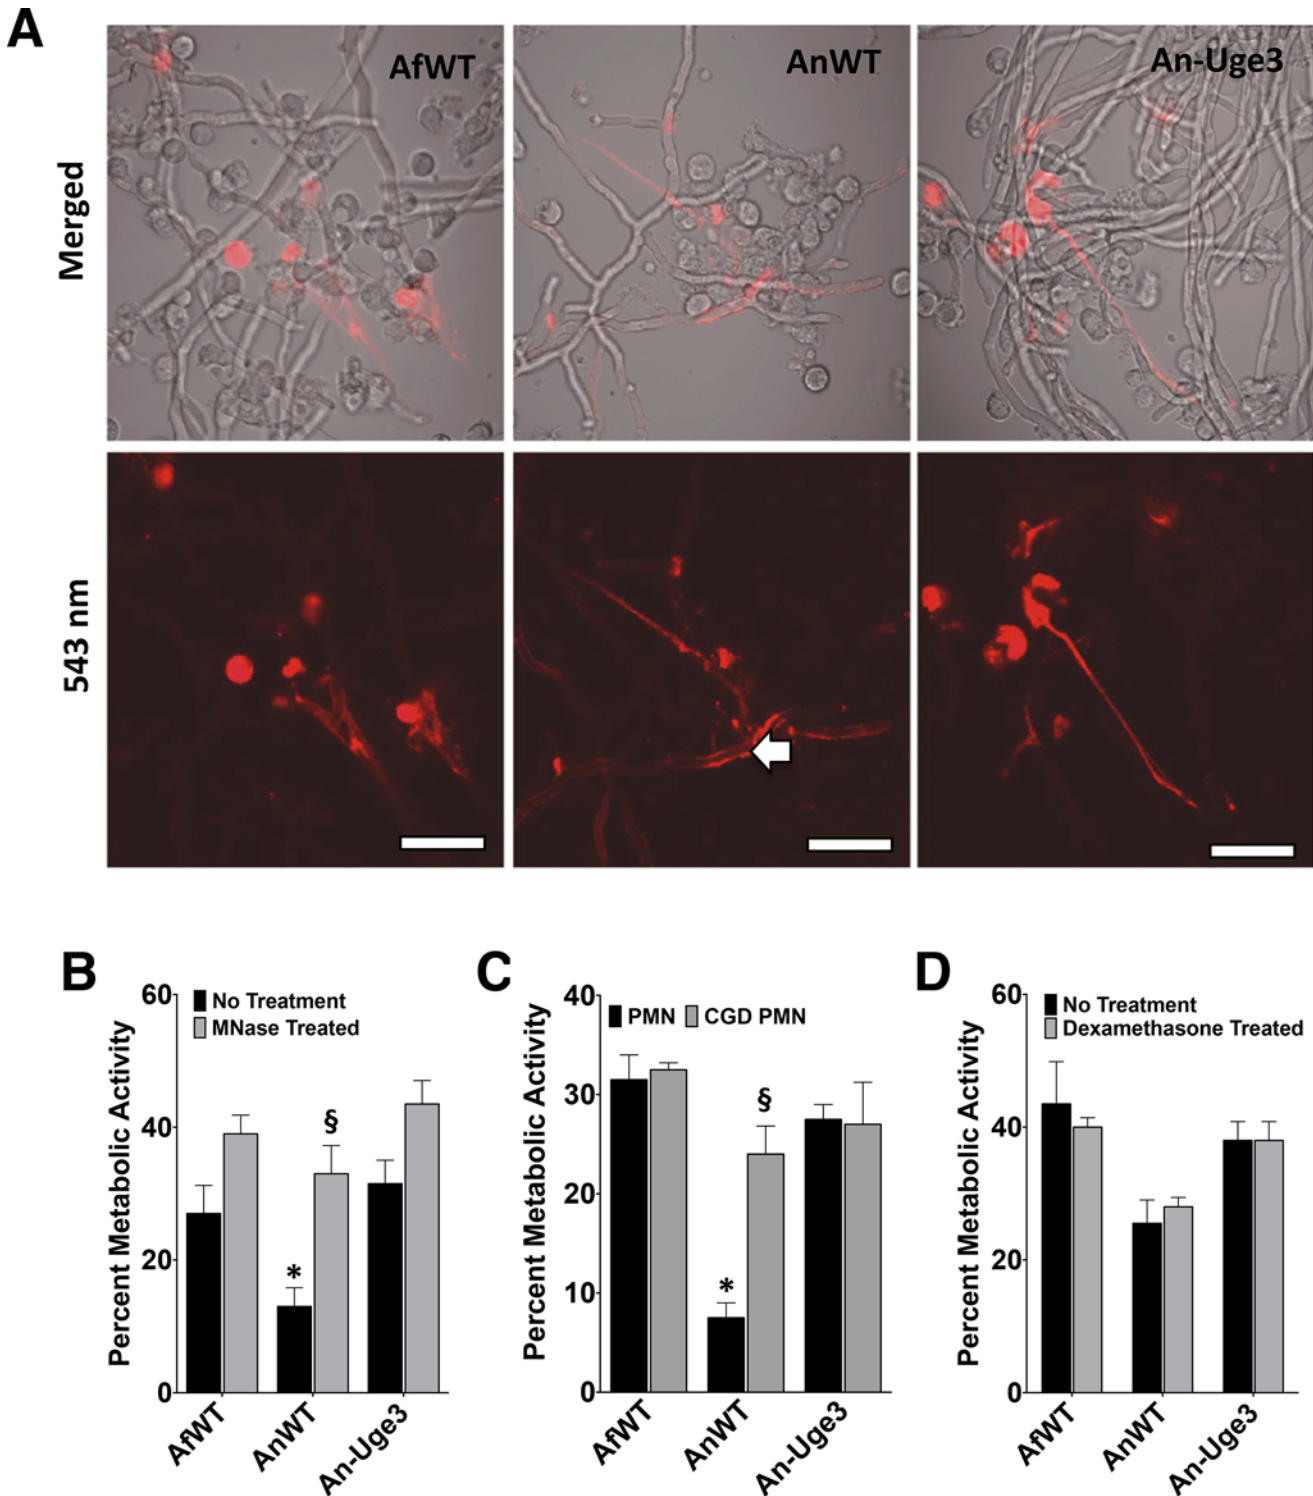 A
AfWT
AnWT
An-Uge3
Merged
543 nm
B
Percent Metabolic Activity
60
40
20
0
No Treatment
MNase Treated
*
§
AfWT
AnWT
An-Uge3
C
Percent Metabolic Activity
40
30
20
10
0
PMN
CGD PMN
*
§
AfWT
AnWT
An-Uge3
D
Percent Metabolic Activity
60
40
20
0
No Treatment
Dexamethasone Treated
AfWT
AnWT
An-Uge3